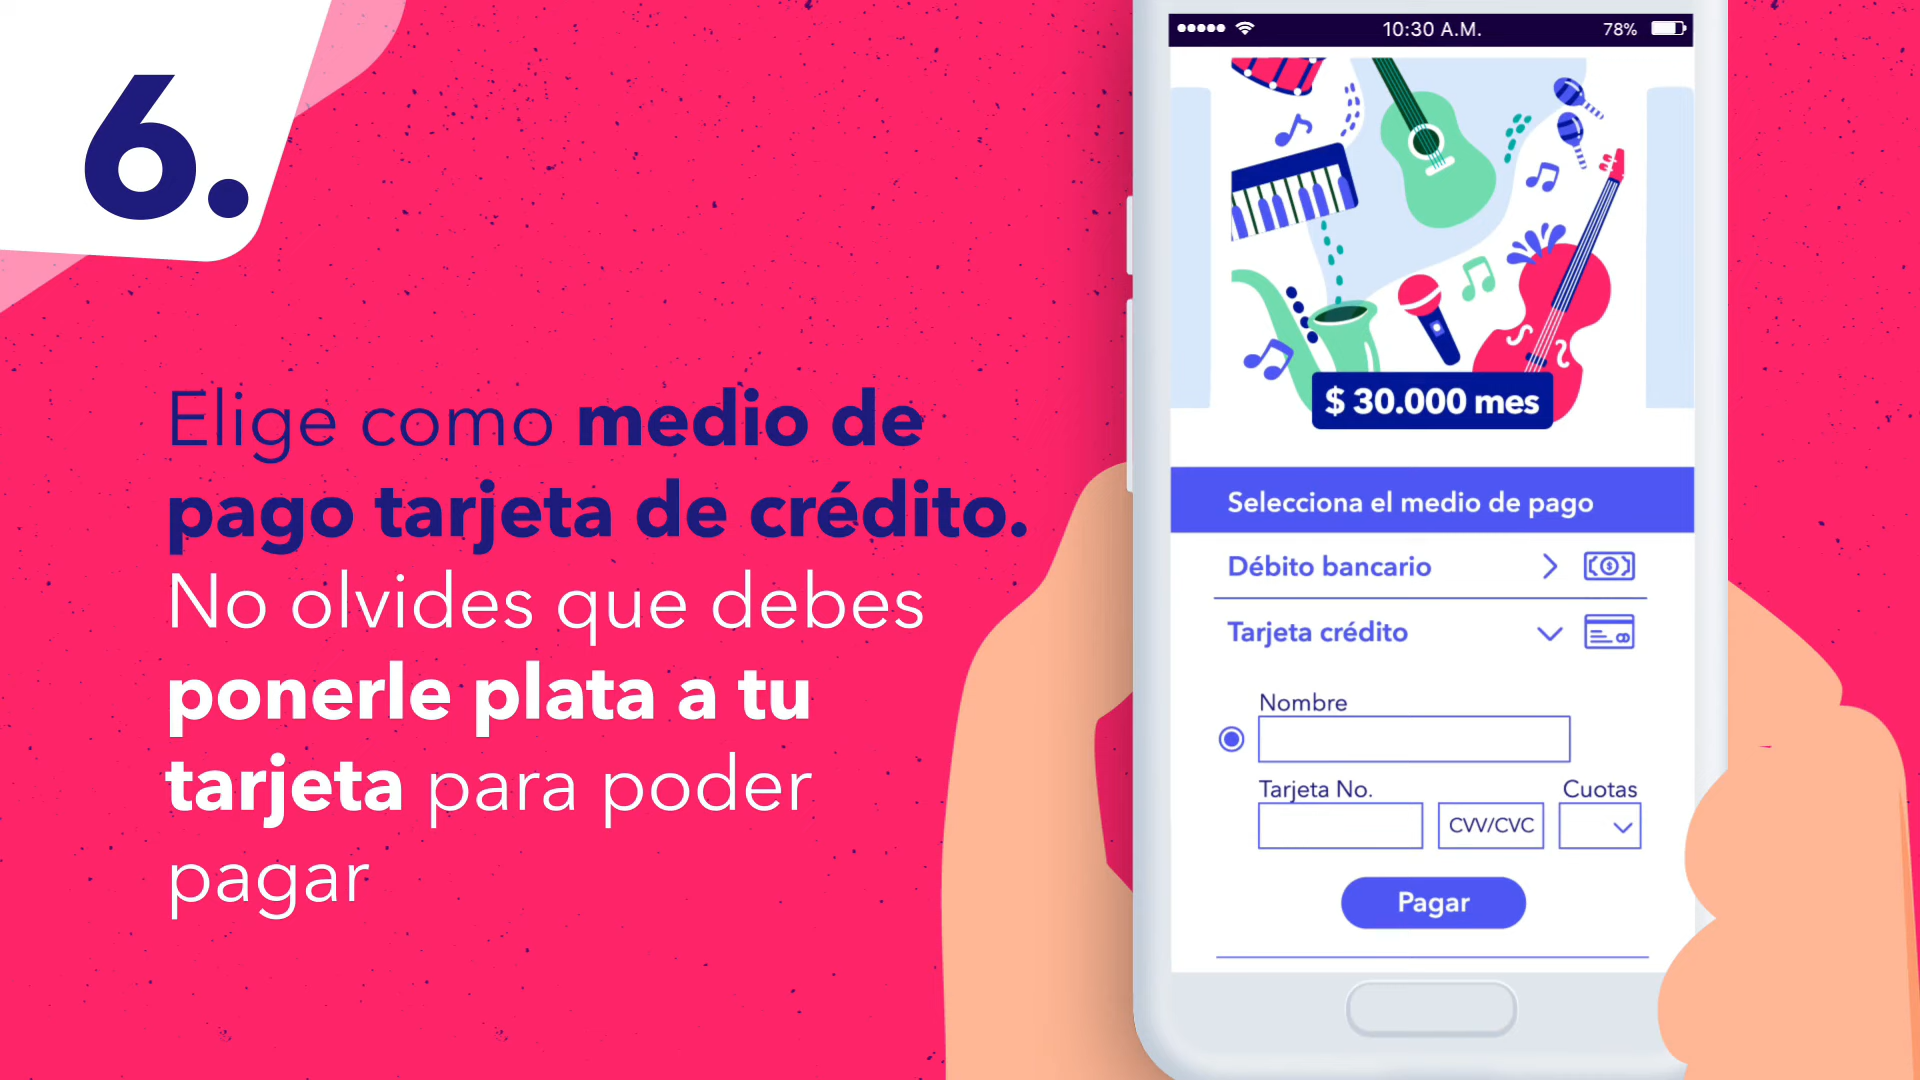 6.
Elige como medio de
pago tarjeta de crédito.
No olvides que debes
ponerle plata a tu
tarjeta para poder
pagar
10:30 A.M.
78%
$ 30.000 mes
Selecciona el medio de pago
Débito bancario
Tarjeta crédito
Nombre
Tarjeta No.
Cuotas
CVV/CVC
Pagar